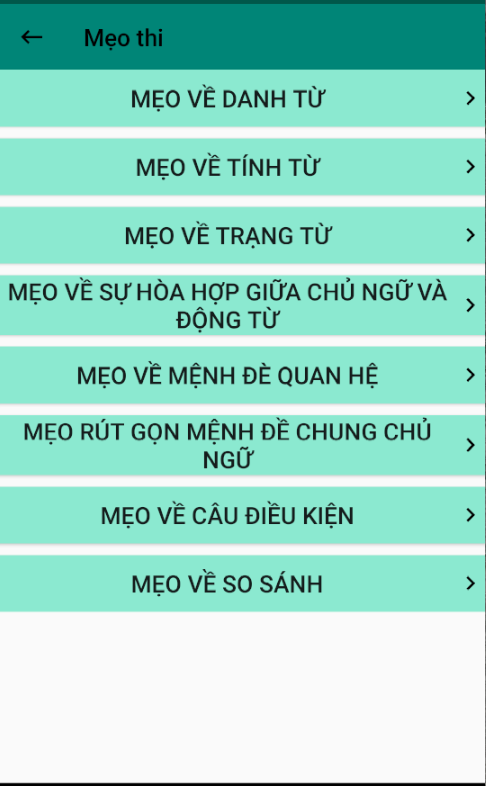 Mẹo thi
MẸO VỀ DANH TỪ
MẸO VỀ TÍNH TỪ
MẸO VỀ TRẠNG TỪ
MẸO VỀ SỰ HÒA HỢP GIỮA CHỦ NGỮ VÀ
ĐỘNG TỪ
MẸO VỀ MỆNH ĐÈ QUAN HỆ
MẸO RÚT GỌN MỆNH ĐỀ CHUNG CHỦ
NGỮ
MẸO VỀ CÂU ĐIỀU KIỆN
MẸO VỀ SO SÁNH